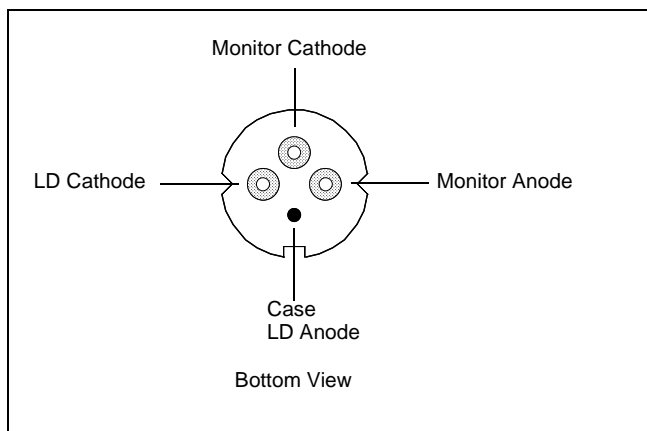 Monitor Cathode
LD Cathode
Monitor Anode
Case
LD Anode
Bottom View